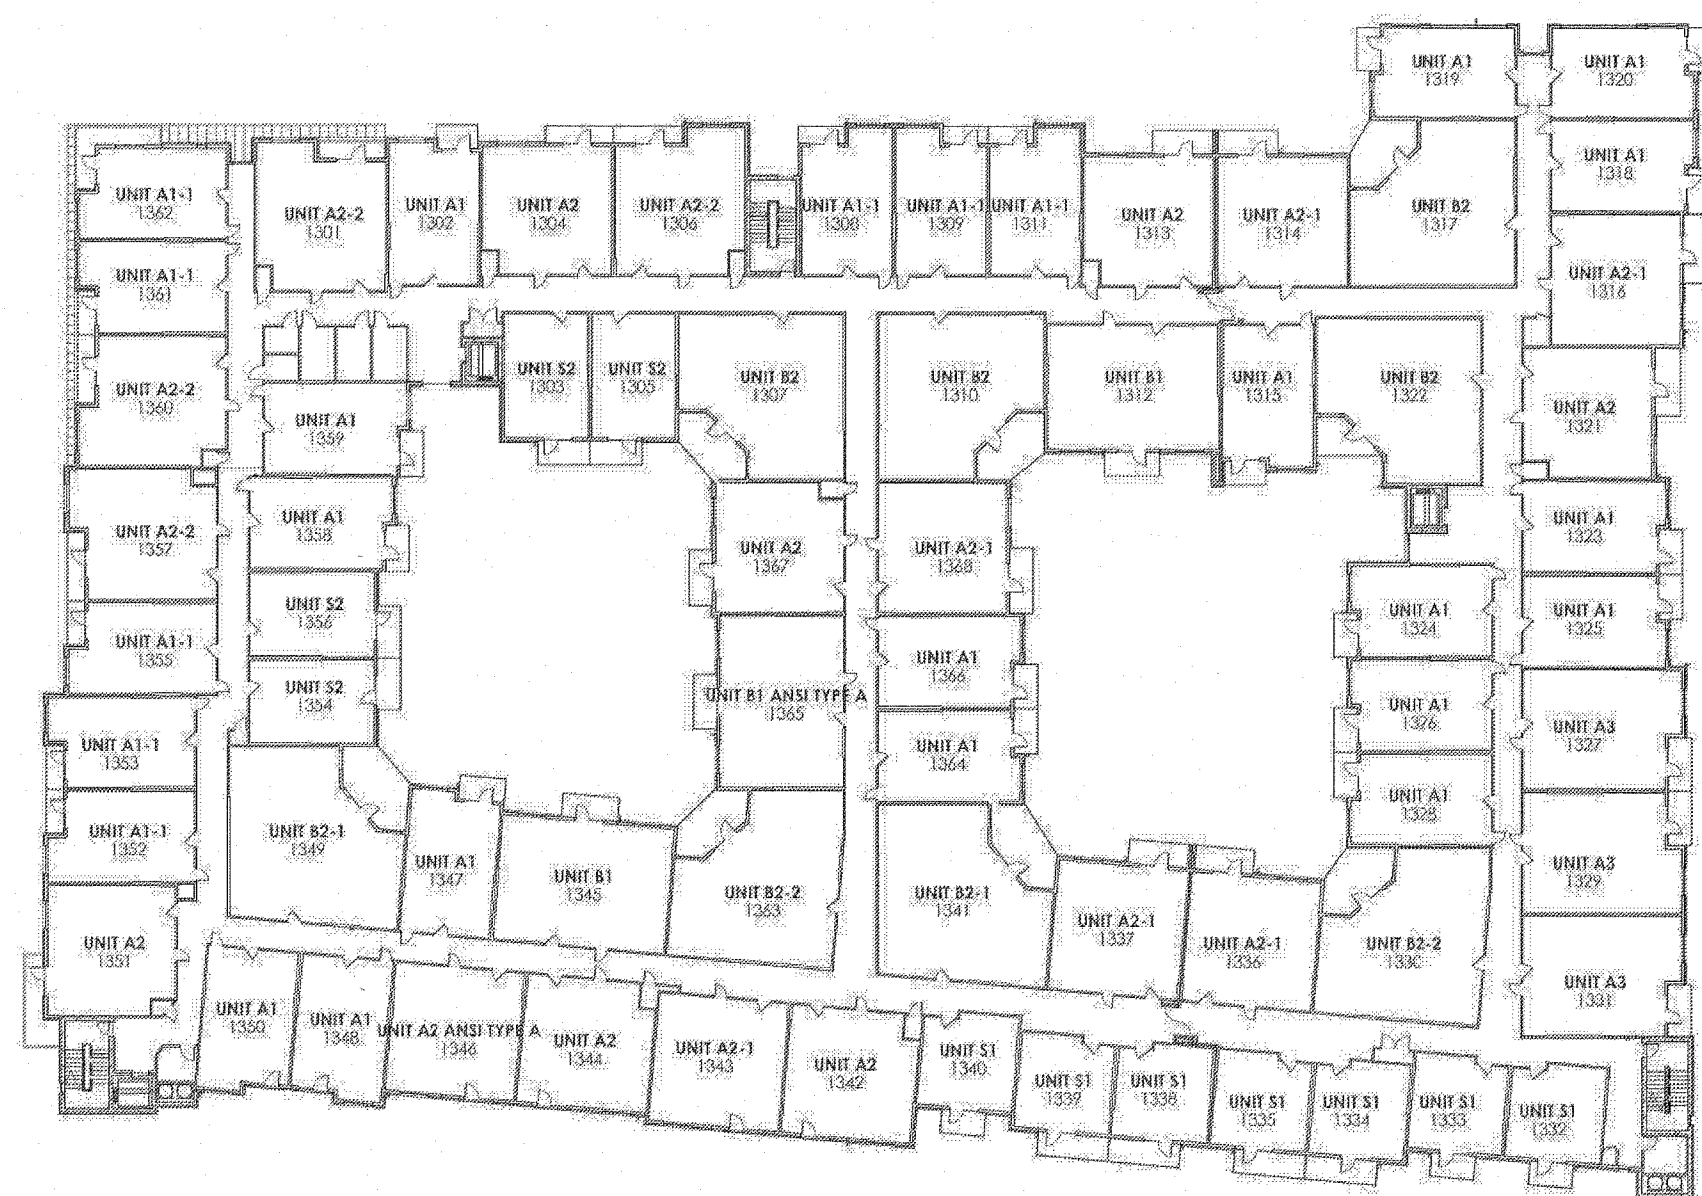 UNIT A1
1319
UNIT A1
1320
UNIT A1
1318
UNIT A1-1
1362
UNIT A2-2
1301
UNIT A1
1302
UNIT A2
1304
UNIT A2-2
1306
UNIT A1-1
1308
UNIT A1-1
1309
UNIT A1-1
1311
UNIT A2
1313
UNIT A2-1
1314
UNIT B2
1317
UNIT A2-1
1316
UNIT A1-1
1361
UNIT A2-2
1360
UNIT A1
1359
UNIT S2
1303
UNIT S2
1305
UNIT B2
1307
UNIT B2
1310
UNIT B1
1312
UNIT A1
1315
UNIT B2
1322
UNIT A2
1321
UNIT A2-2
1357
UNIT A1
1358
UNIT A2
1367
UNIT A2-1
1368
UNIT A1
1323
UNIT A1-1
1355
UNIT S2
1356
UNIT A1
1324
UNIT A1
1325
UNIT S2
1354
UNIT B1 ANSI TYPE A
1365
UNIT A1
1366
UNIT A1
1326
UNIT A3
1327
UNIT A1-1
1353
UNIT A1
1364
UNIT A1
1328
UNIT A1-1
1352
UNIT B2-1
1349
UNIT A1
1347
UNIT B1
1345
UNIT B2-2
1363
UNIT B2-1
1341
UNIT A2-1
1337
UNIT A2-1
1336
UNIT B2-2
1330
UNIT A3
1329
UNIT A2
1351
UNIT A3
1331
UNIT A1
1350
UNIT A1
1348
UNIT A2 ANSI TYPE A
1346
UNIT A2
1344
UNIT A2-1
1343
UNIT A2
1342
UNIT S1
1340
UNIT S1
1339
UNIT S1
1338
UNIT S1
1335
UNIT S1
1334
UNIT S1
1333
UNIT S1
1332